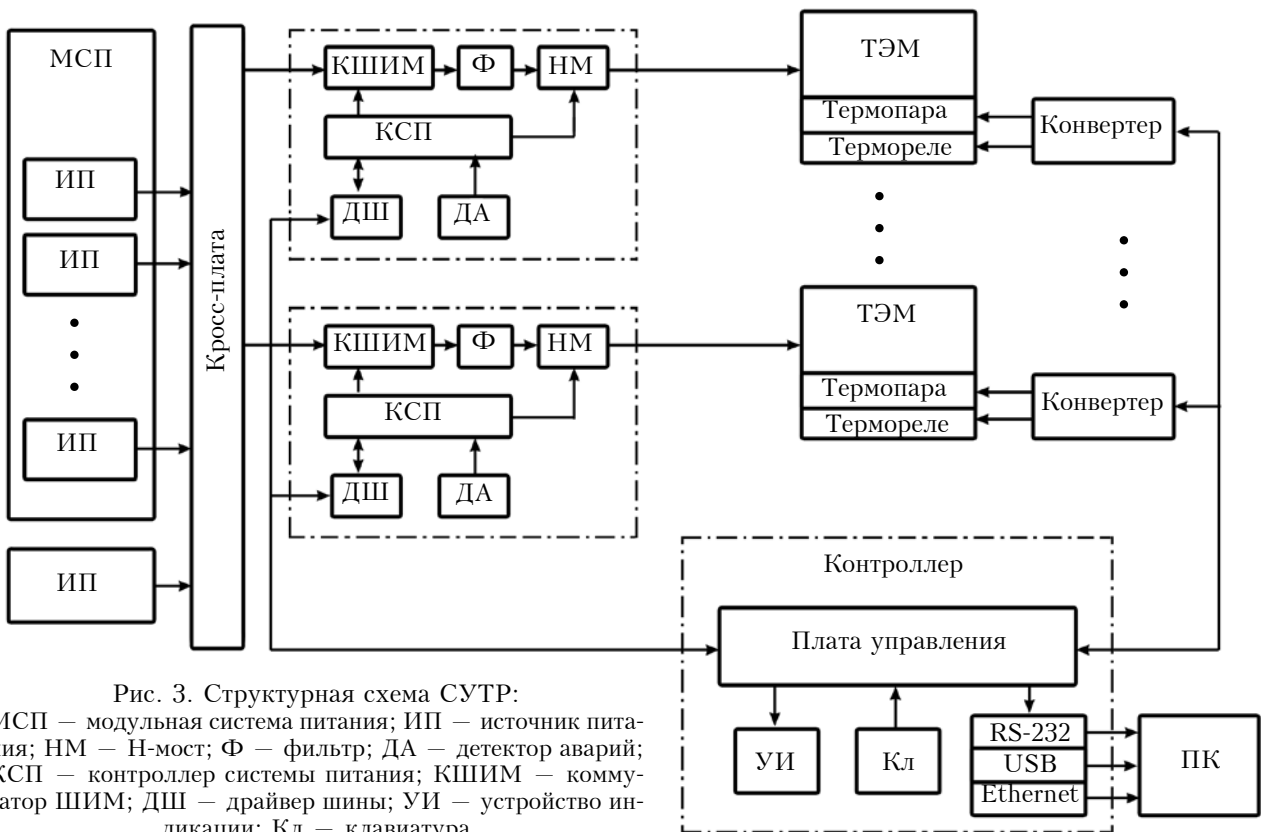 МСП
ИП
ИП
ИП
ИП
Кросс-плата
КШИМ
Ф
НМ
КСП
ДШ
ДА
КШИМ
Ф
НМ
КСП
ДШ
ДА
ТЭМ
Термопара
Термореле
Конвертер
ТЭМ
Термопара
Термореле
Конвертер
Контроллер
Плата управления
УИ
Кл
RS-232
USB
Ethernet
ПК
Рис. 3. Структурная схема СУТР:
МСП — модульная система питания; ИП — источник пита-
ния; НМ — Н-мост; Ф — фильтр; ДА — детектор аварий;
КСП — контроллер системы питания; КШИМ — комму-
татор ШИМ; ДШ — драйвер шины; УИ — устройство ин-
дикации; Кл — клавиатура